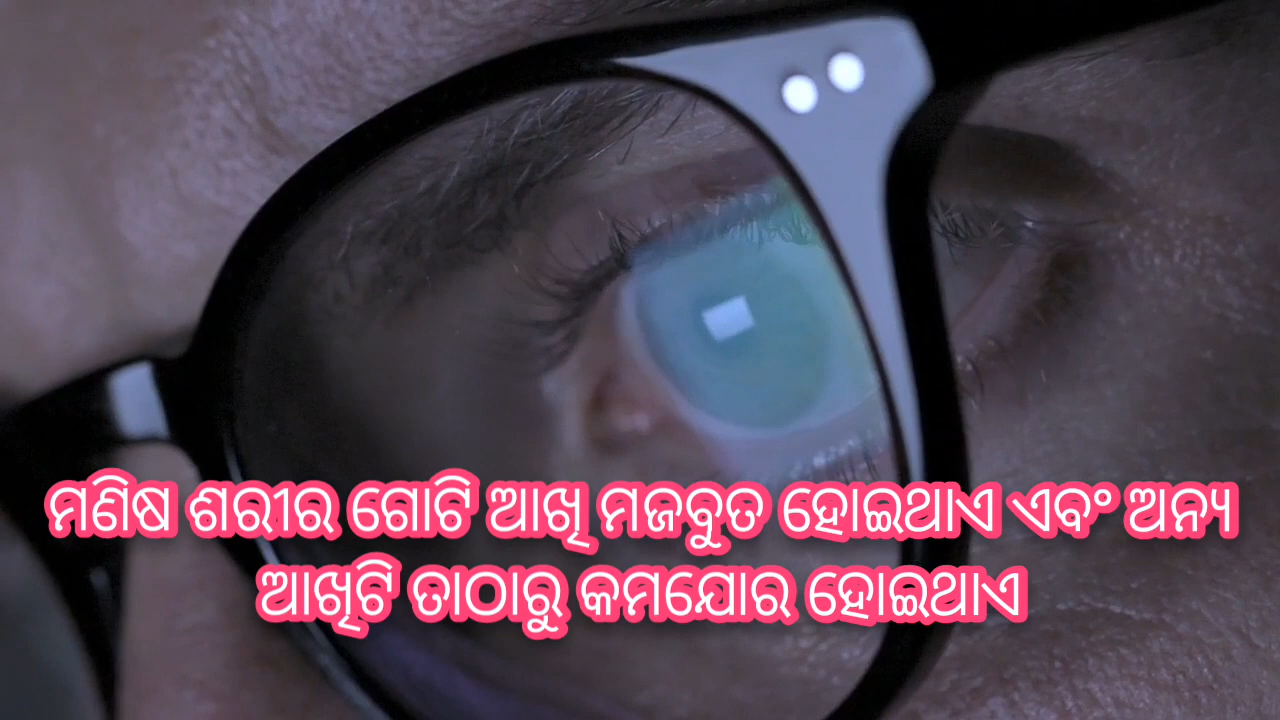 ମଣିଷ ଶରୀର ଗୋଟି ଆଖି ମଜବୁତ ହୋଇଥାଏ ଏବଂ ଅନ୍ୟ
ଆଖିଟି ତାଠାରୁ କମଯୋର ହୋଇଥାଏ